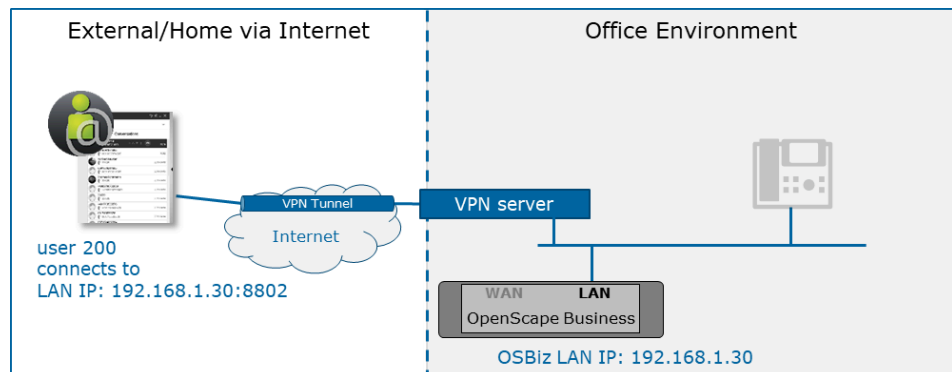 External/Home via Internet
Office Environment
@
VPN Tunnel
VPN server
Internet
user 200
connects to
LAN IP: 192.168.1.30:8802
WAN LAN
OpenScape Business
OSBiz LAN IP: 192.168.1.30